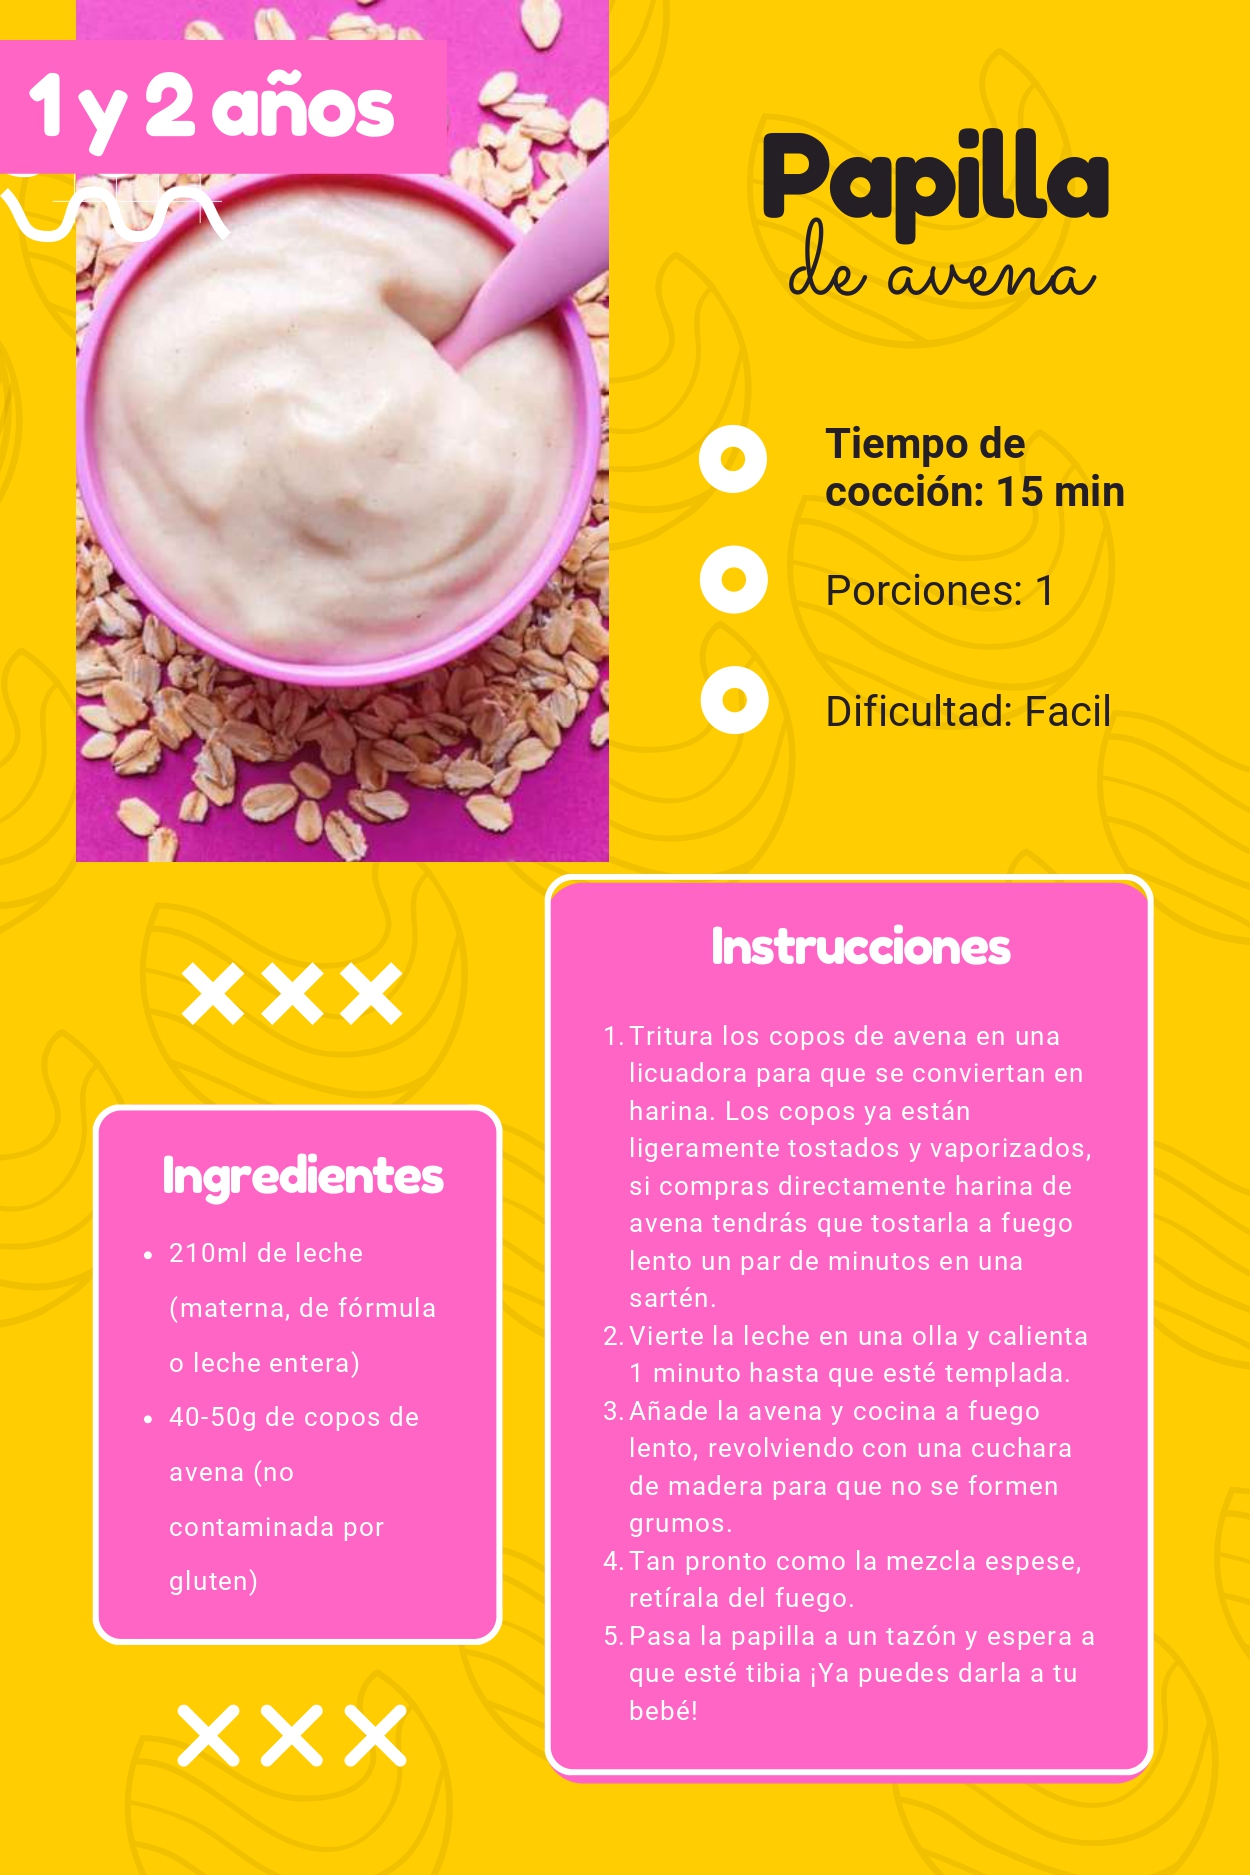 1 y 2 años
Papilla
de avena
Tiempo de
cocción: 15 min
Porciones: 1
Dificultad: Facil
Ingredientes
• 210ml de leche
(materna, de fórmula
o leche entera)
• 40-50g de copos de
avena (no
contaminada por
gluten)
Instrucciones
1. Tritura los copos de avena en una
licuadora para que se conviertan en
harina. Los copos ya están
ligeramente tostados y vaporizados,
si compras directamente harina de
avena tendrás que tostarla a fuego
lento un par de minutos en una
sartén.
2. Vierte la leche en una olla y calienta
1 minuto hasta que esté templada.
3. Añade la avena y cocina a fuego
lento, revolviendo con una cuchara
de madera para que no se formen
grumos.
4. Tan pronto como la mezcla espese,
retírala del fuego.
5. Pasa la papilla a un tazón y espera a
que esté tibia ¡Ya puedes darla a tu
bebé!